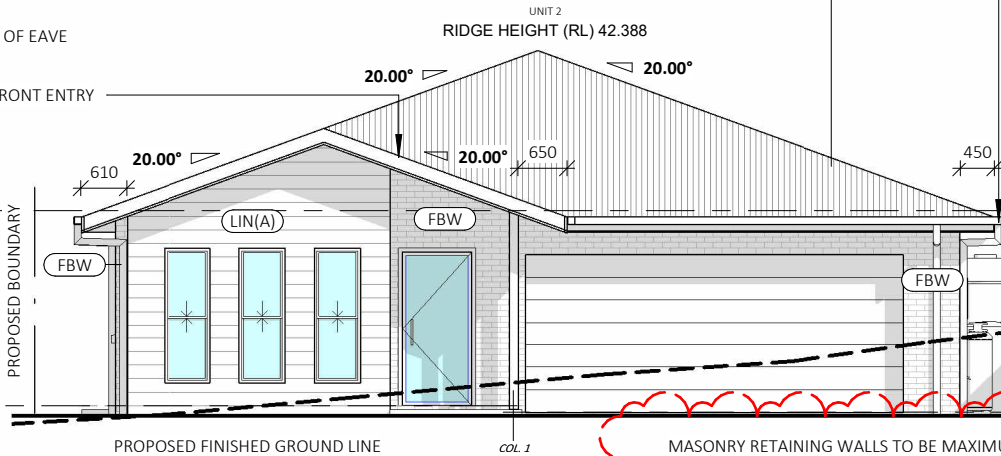 UNIT 2
RIDGE HEIGHT (RL) 42.388
OF EAVE
20.00°
20.00°
RONT ENTRY
20.00°
20.00°
650
450
610
LIN(A)
FBW
FBW
FBW
PROPOSED BOUNDARY
PROPOSED FINISHED GROUND LINE
COL 1
MASONRY RETAINING WALLS TO BE MAXIMU